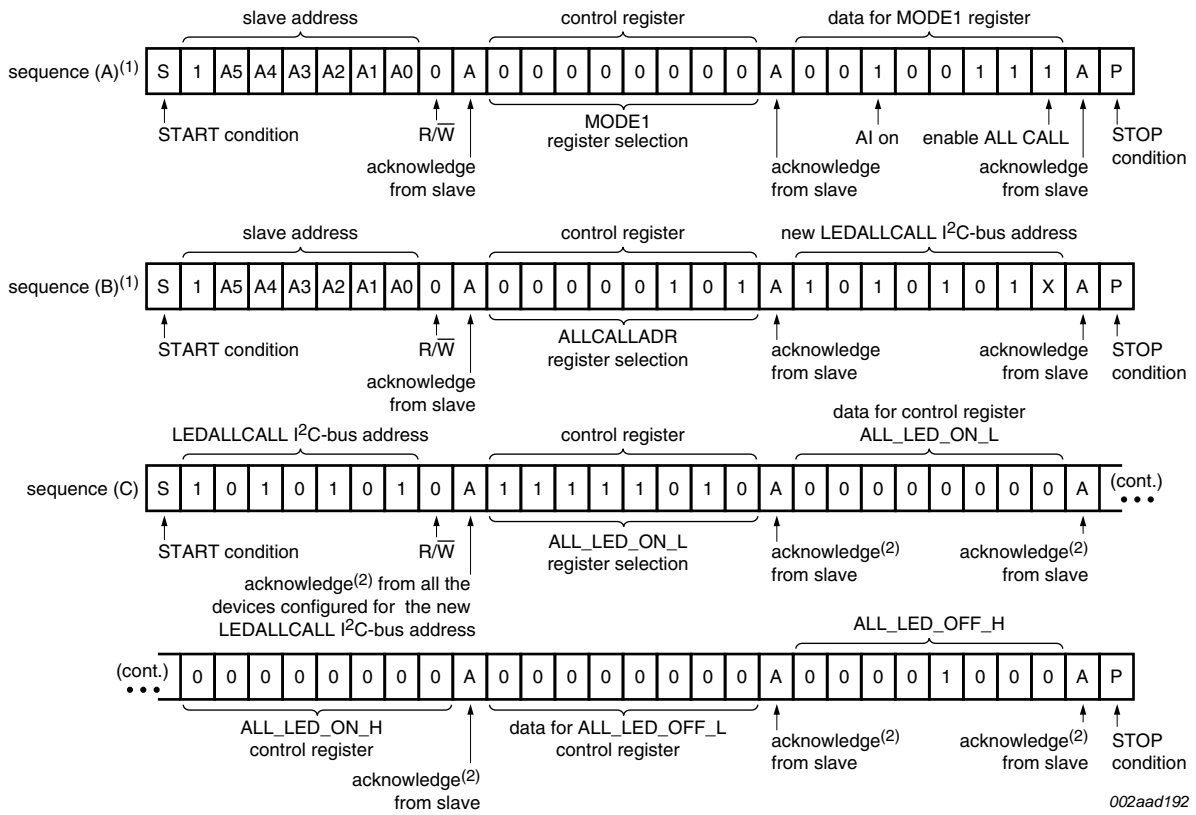 slave address control register data for MODE1 register
sequence (A)(1) S 1 A5 A4 A3 A2 A1 A0 0 A 0 0 0 0 0 0 0 0 A 0 0 1 0 0 1 1 1 A P
START condition R/W MODE1 register selection AI on enable ALL CALL STOP condition
acknowledge from slave acknowledge from slave acknowledge from slave
slave address control register new LEDALLCALL I2C-bus address
sequence (B)(1) S 1 A5 A4 A3 A2 A1 A0 0 A 0 0 0 0 0 1 0 1 A 1 0 1 0 1 0 1 X A P
START condition R/W ALLCALLADR register selection acknowledge from slave acknowledge from slave STOP condition
acknowledge from slave
LEDALLCALL I2C-bus address control register data for control register ALL_LED_ON_L
sequence (C) S 1 0 1 0 1 0 1 0 A 1 1 1 1 1 0 1 0 A 0 0 0 0 0 0 0 0 A (cont.)
START condition R/W ALL_LED_ON_L register selection acknowledge(2) from slave acknowledge(2) from slave
acknowledge(2) from all the
devices configured for the new
LEDALLCALL I2C-bus address
ALL_LED_OFF_H
(cont.) 0 0 0 0 0 0 0 0 A 0 0 0 0 0 0 0 0 A 0 0 0 0 1 0 0 0 A P
ALL_LED_ON_H control register data for ALL_LED_OFF_L control register acknowledge(2) from slave acknowledge(2) from slave STOP condition
acknowledge(2) from slave
002aad192